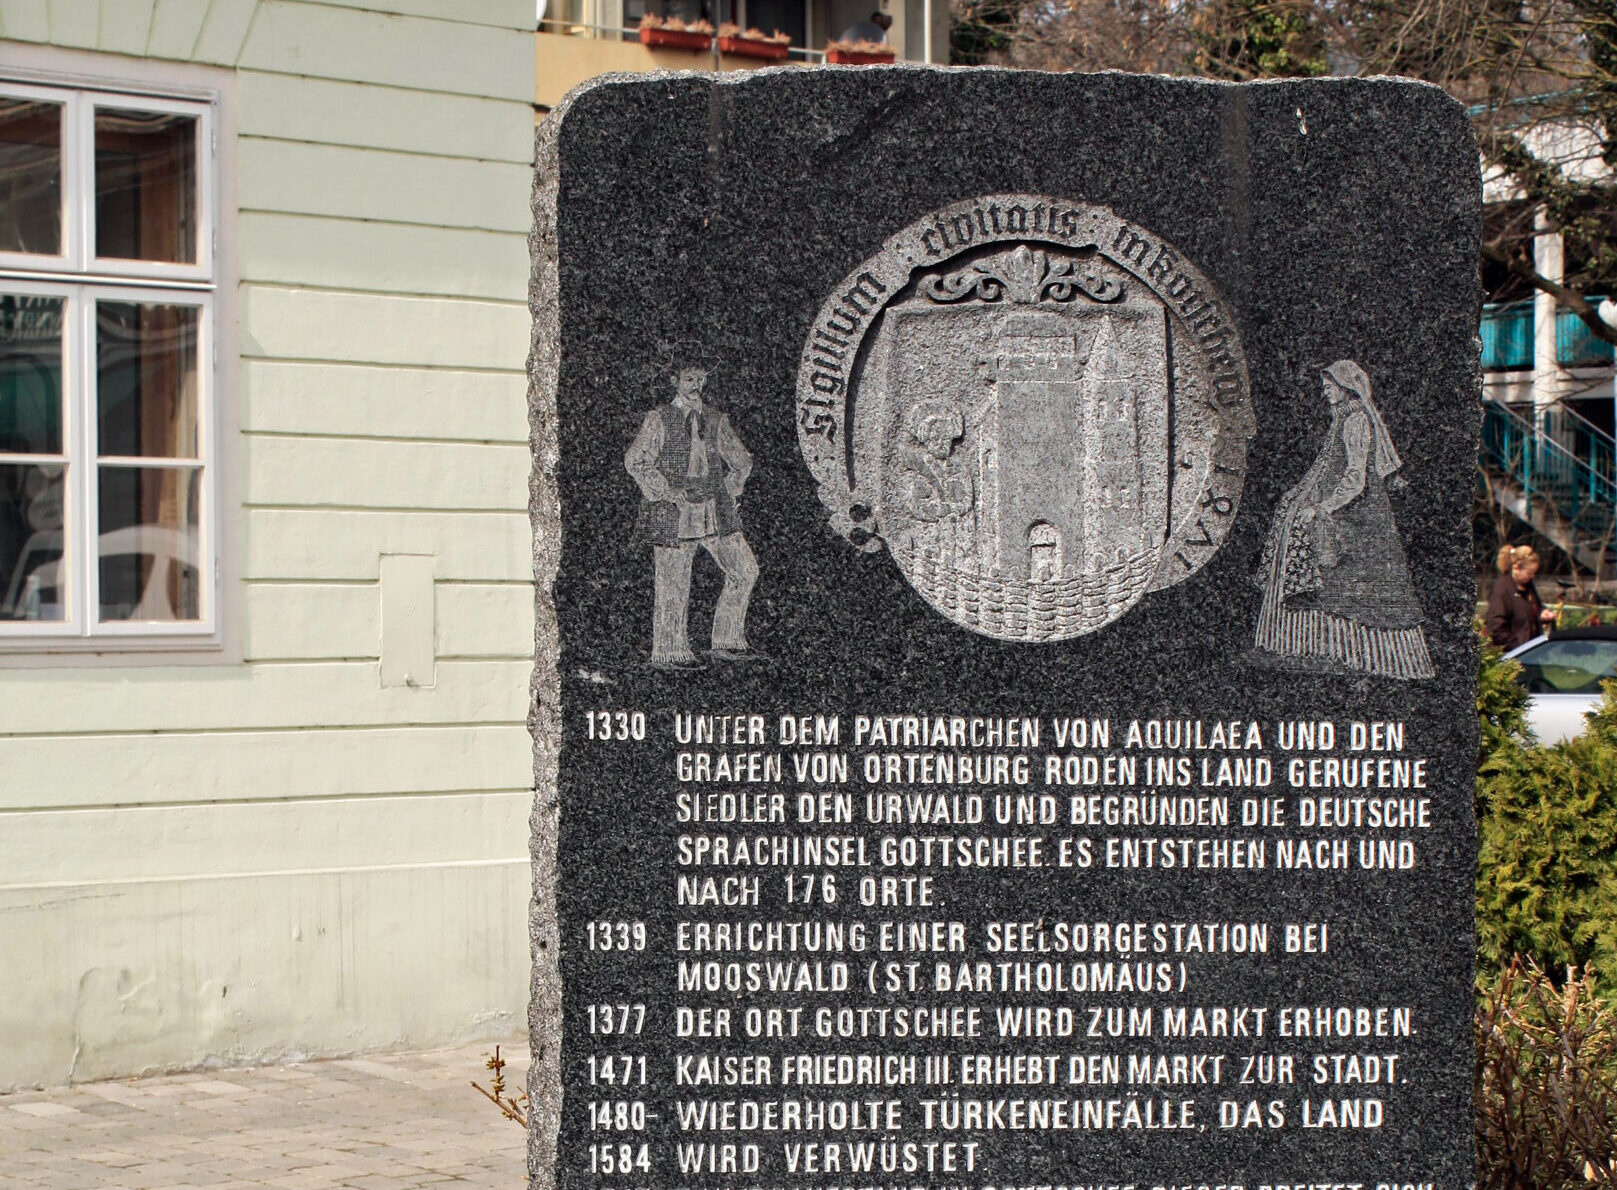 Sigillum : civitatis : inkotschew 1 8 A I
1330 UNTER DEM PATRIARCHEN VON AQUILAEA UND DEN
GRAFEN VON ORTENBURG RODEN INS LAND GERUFENE
SIEDLER DEN URWALD UND BEGRÜNDEN DIE DEUTSCHE
SPRACHINSEL GOTTSCHEE. ES ENTSTEHEN NACH UND
NACH 176 ORTE.
1339 ERRICHTUNG EINER SEELSORGESTATION BEI
MOOSWALD (ST. BARTHOLOMÄUS)
1377 DER ORT GOTTSCHEE WIRD ZUM MARKT ERHOBEN.
1471 KAISER FRIEDRICH III. ERHEBT DEN MARKT ZUR STADT.
1480- WIEDERHOLTE TÜRKENEINFÄLLE, DAS LAND
1584 WIRD VERWÜSTET.